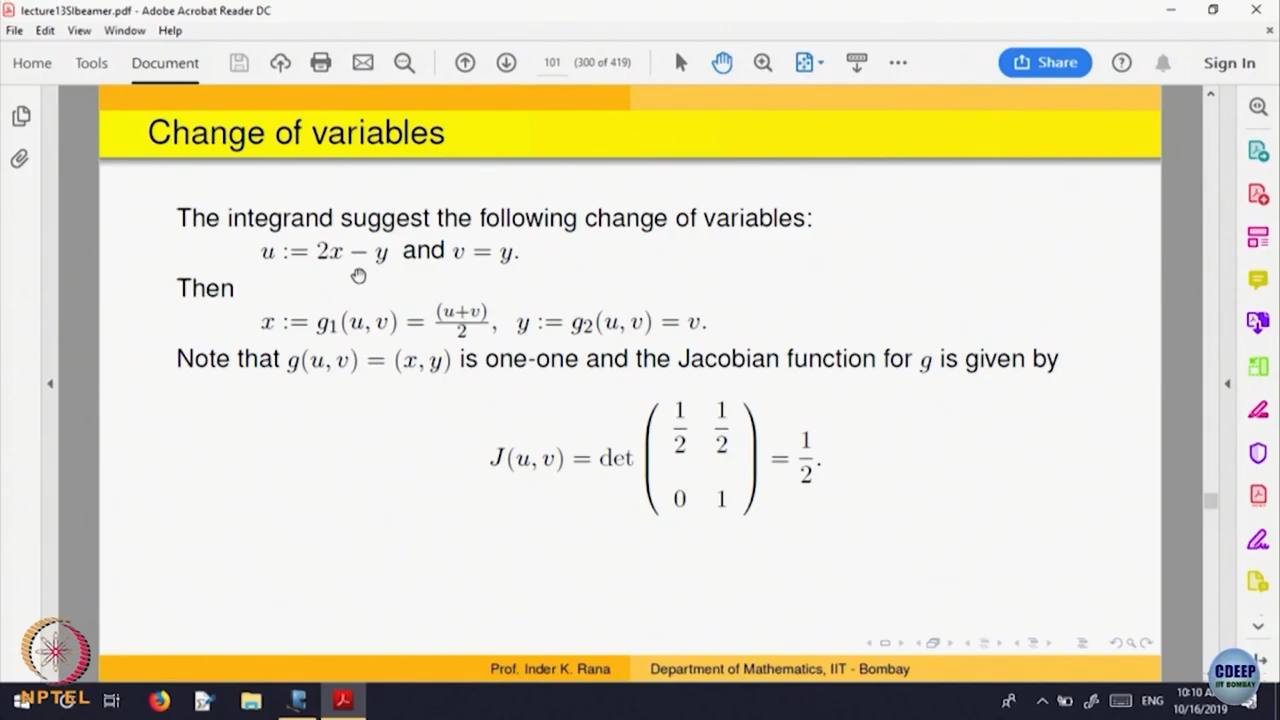 lecture13Slbeamer.pdf - Adobe Acrobat Reader DC
File Edit View Window Help
Home Tools Document 101 (300 of 419) Share Sign In
Change of variables
The integrand suggest the following change of variables:
u := 2x − y and v = y.
Then
x := g₁(u, v) = (u+v)/2, y := g₂(u, v) = v.
Note that g(u, v) = (x, y) is one-one and the Jacobian function for g is given by
J(u, v) = det ( 1/2 1/2 0 1 ) = 1/2.
Prof. Inder K. Rana Department of Mathematics, IIT - Bombay
NPTEL
CDEEP
IIT BOMBAY
ENG
10:10
10/16/2019